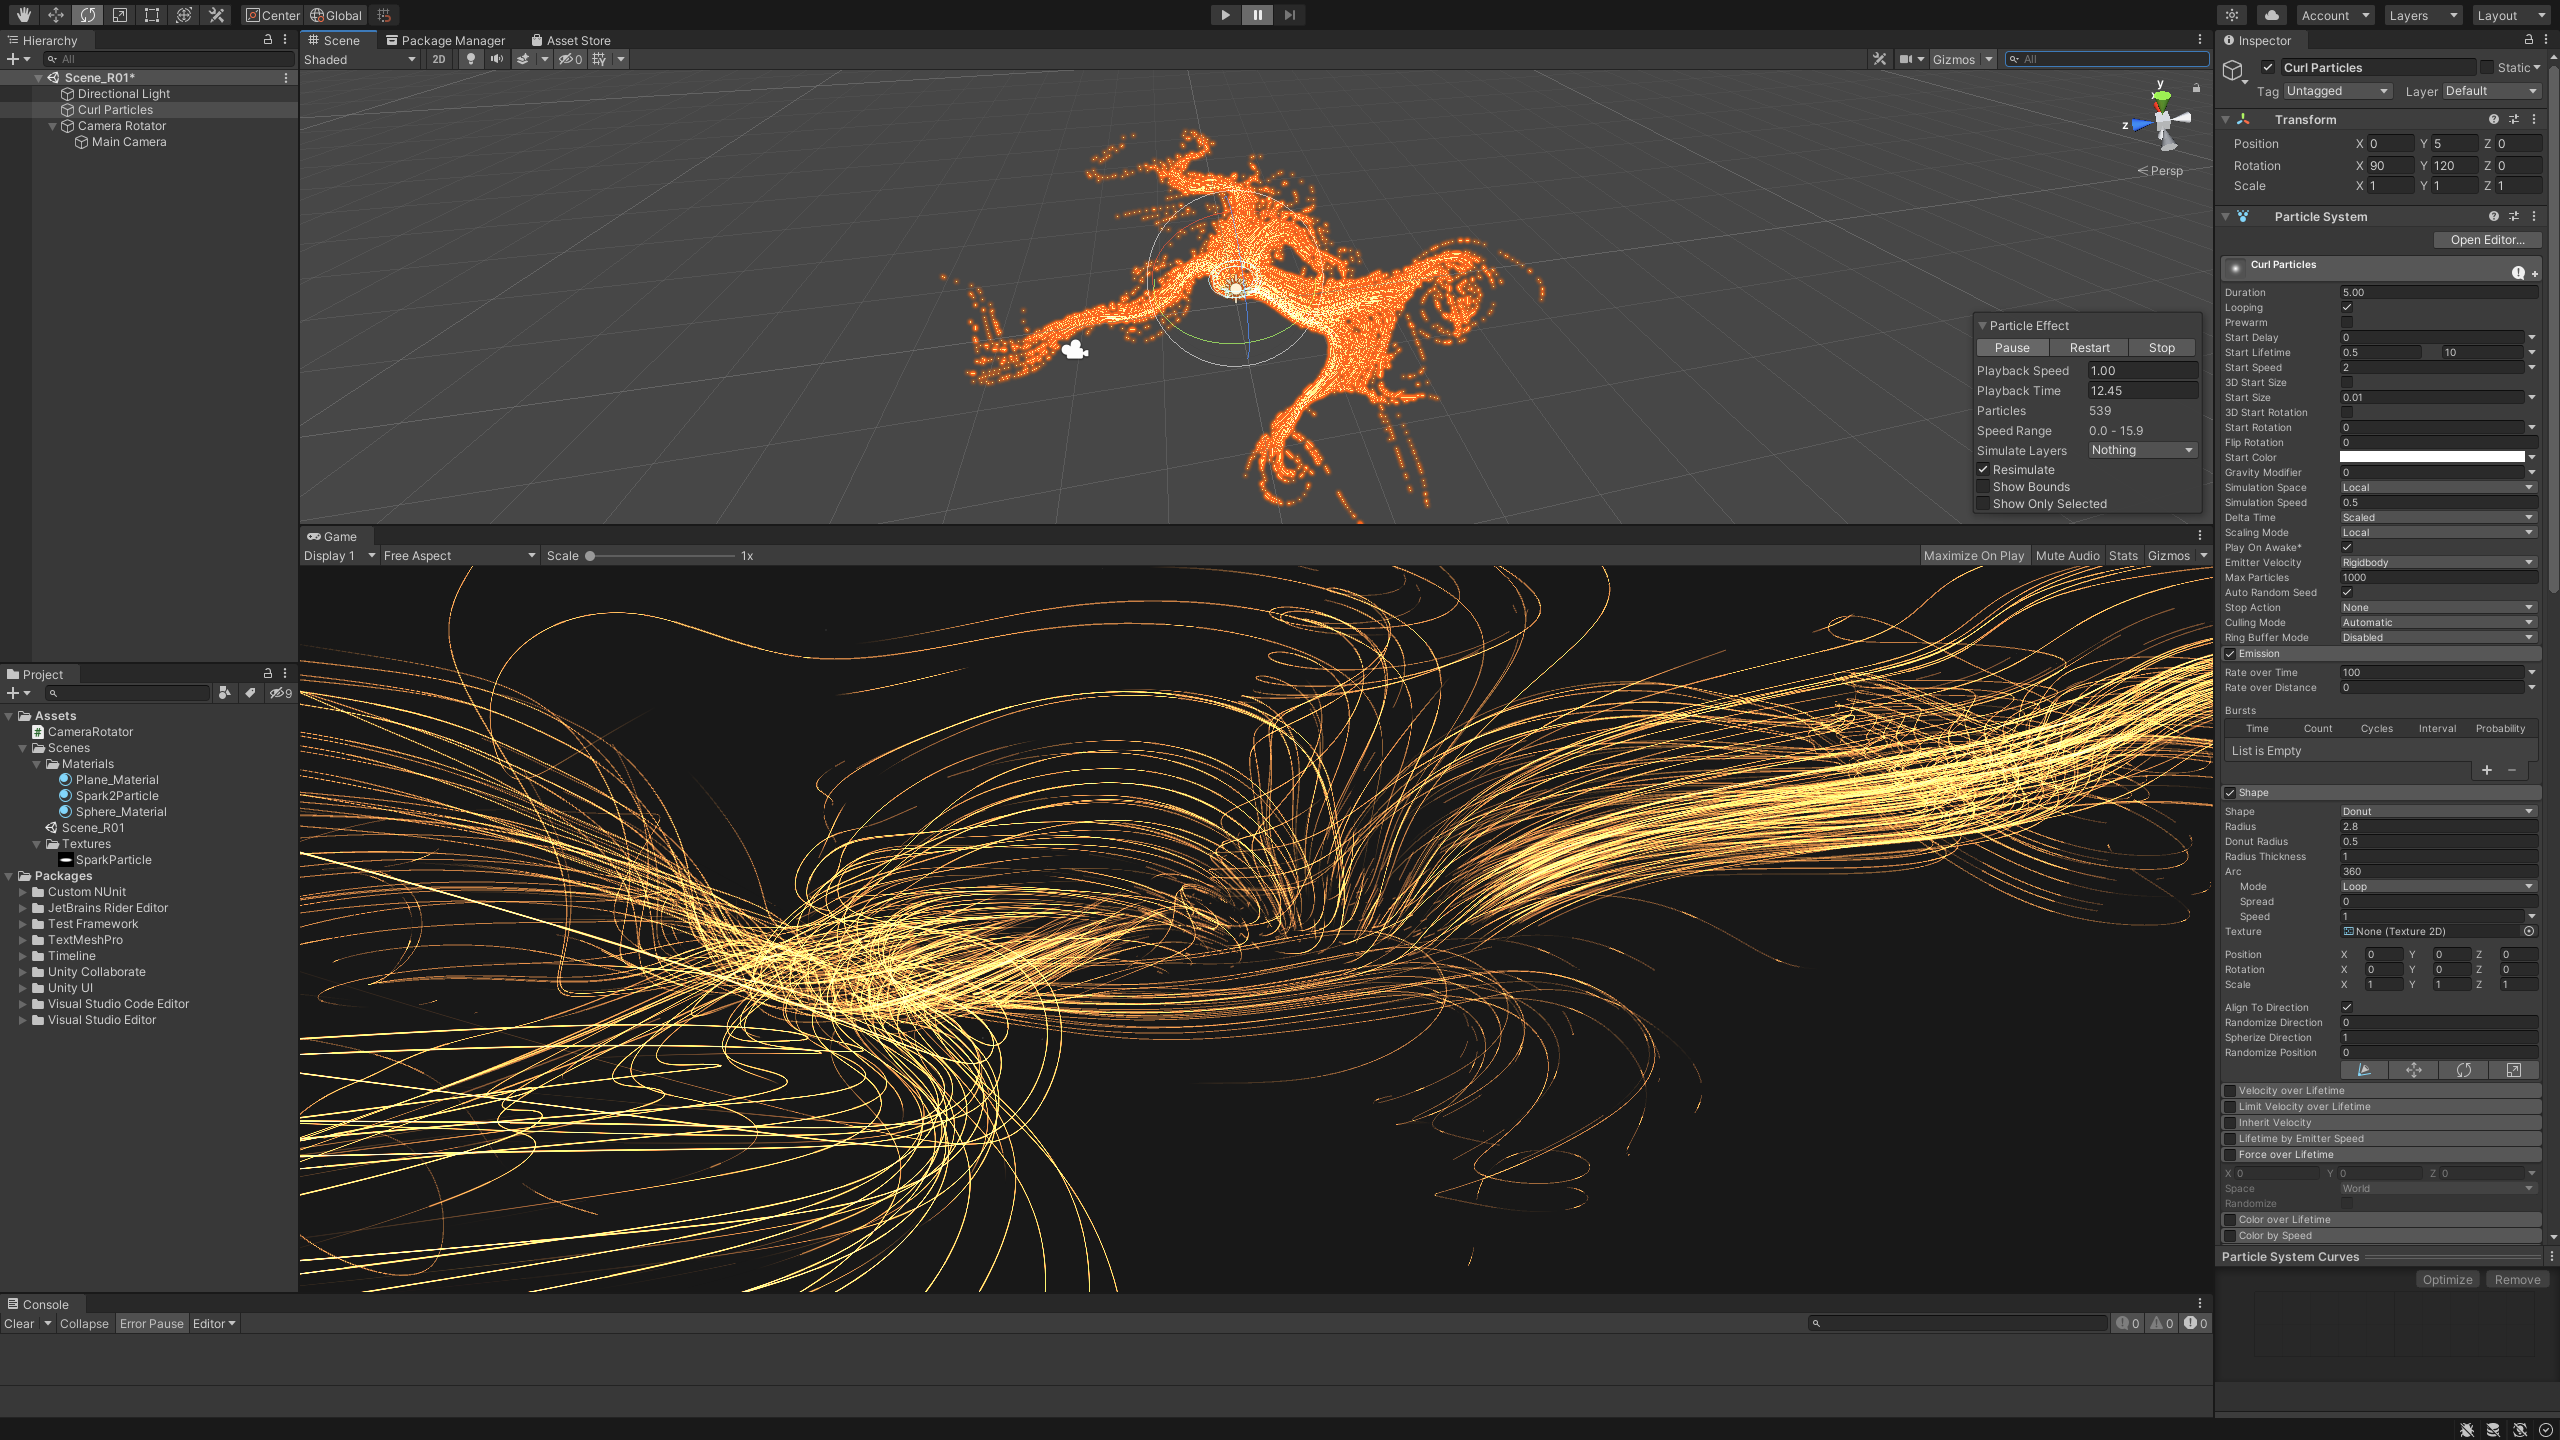 Center Global
Account Layers Layout
Hierarchy
All
Scene_R01*
Directional Light
Curl Particles
Camera Rotator
Main Camera
Scene Package Manager Asset Store
Shaded 2D 0 Gizmos All
y
x
z
Persp
Particle Effect
Pause Restart Stop
Playback Speed 1.00
Playback Time 12.45
Particles 539
Speed Range 0.0 - 15.9
Simulate Layers Nothing
Resimulate
Show Bounds
Show Only Selected
Game
Display 1 Free Aspect Scale 1x Maximize On Play Mute Audio Stats Gizmos
Project
9
Assets
CameraRotator
Scenes
Materials
Plane_Material
Spark2Particle
Sphere_Material
Scene_R01
Textures
SparkParticle
Packages
Custom NUnit
JetBrains Rider Editor
Test Framework
TextMeshPro
Timeline
Unity Collaborate
Unity UI
Visual Studio Code Editor
Visual Studio Editor
Console
Clear Collapse Error Pause Editor 0 0 0
Inspector
Curl Particles Static
Tag Untagged Layer Default
Transform
Position X 0 Y 5 Z 0
Rotation X 90 Y 120 Z 0
Scale X 1 Y 1 Z 1
Particle System
Open Editor...
Curl Particles
Duration 5.00
Looping
Prewarm
Start Delay 0
Start Lifetime 0.5 10
Start Speed 2
3D Start Size
Start Size 0.01
3D Start Rotation
Start Rotation 0
Flip Rotation 0
Start Color
Gravity Modifier 0
Simulation Space Local
Simulation Speed 0.5
Delta Time Scaled
Scaling Mode Local
Play On Awake*
Emitter Velocity Rigidbody
Max Particles 1000
Auto Random Seed
Stop Action None
Culling Mode Automatic
Ring Buffer Mode Disabled
Emission
Rate over Time 100
Rate over Distance 0
Bursts
Time Count Cycles Interval Probability
List is Empty
+ −
Shape
Shape Donut
Radius 2.8
Donut Radius 0.5
Radius Thickness 1
Arc 360
Mode Loop
Spread 0
Speed 1
Texture None (Texture 2D)
Position X 0 Y 0 Z 0
Rotation X 0 Y 0 Z 0
Scale X 1 Y 1 Z 1
Align To Direction
Randomize Direction 0
Spherize Direction 1
Randomize Position 0
Velocity over Lifetime
Limit Velocity over Lifetime
Inherit Velocity
Lifetime by Emitter Speed
Force over Lifetime
X 0 Y 0 Z 0
Space World
Randomize
Color over Lifetime
Color by Speed
Particle System Curves
Optimize Remove